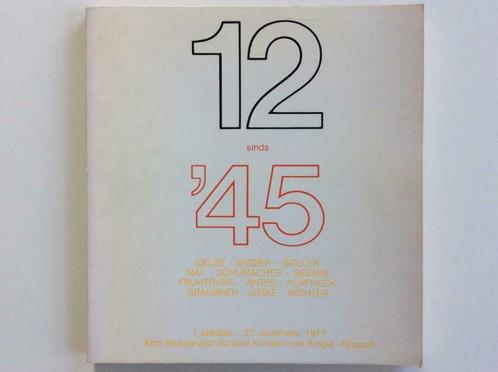 12
sinds
'45
OELZE · BISSIER · GOLLER
NAY · SCHUMACHER · GEIGER
FRUHTRUNK · ANTES · KLAPHECK
GRAUBNER · GIRKE · RICHTER
1 oktober - 27 november 1977
Kon. Musea voor Schone Kunsten van België - Brussel